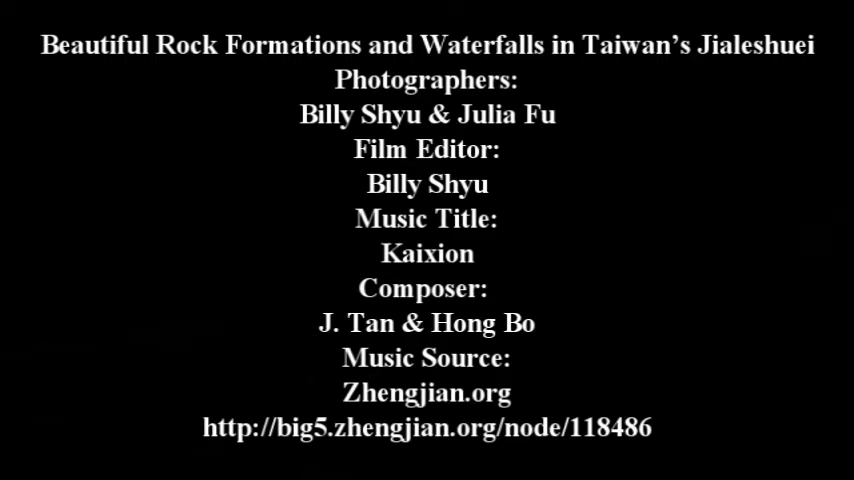 Beautiful Rock Formations and Waterfalls in Taiwan’s Jialeshuei
Photographers:
Billy Shyu & Julia Fu
Film Editor:
Billy Shyu
Music Title:
Kaixion
Composer:
J. Tan & Hong Bo
Music Source:
Zhengjian.org
http://big5.zhengjian.org/node/118486